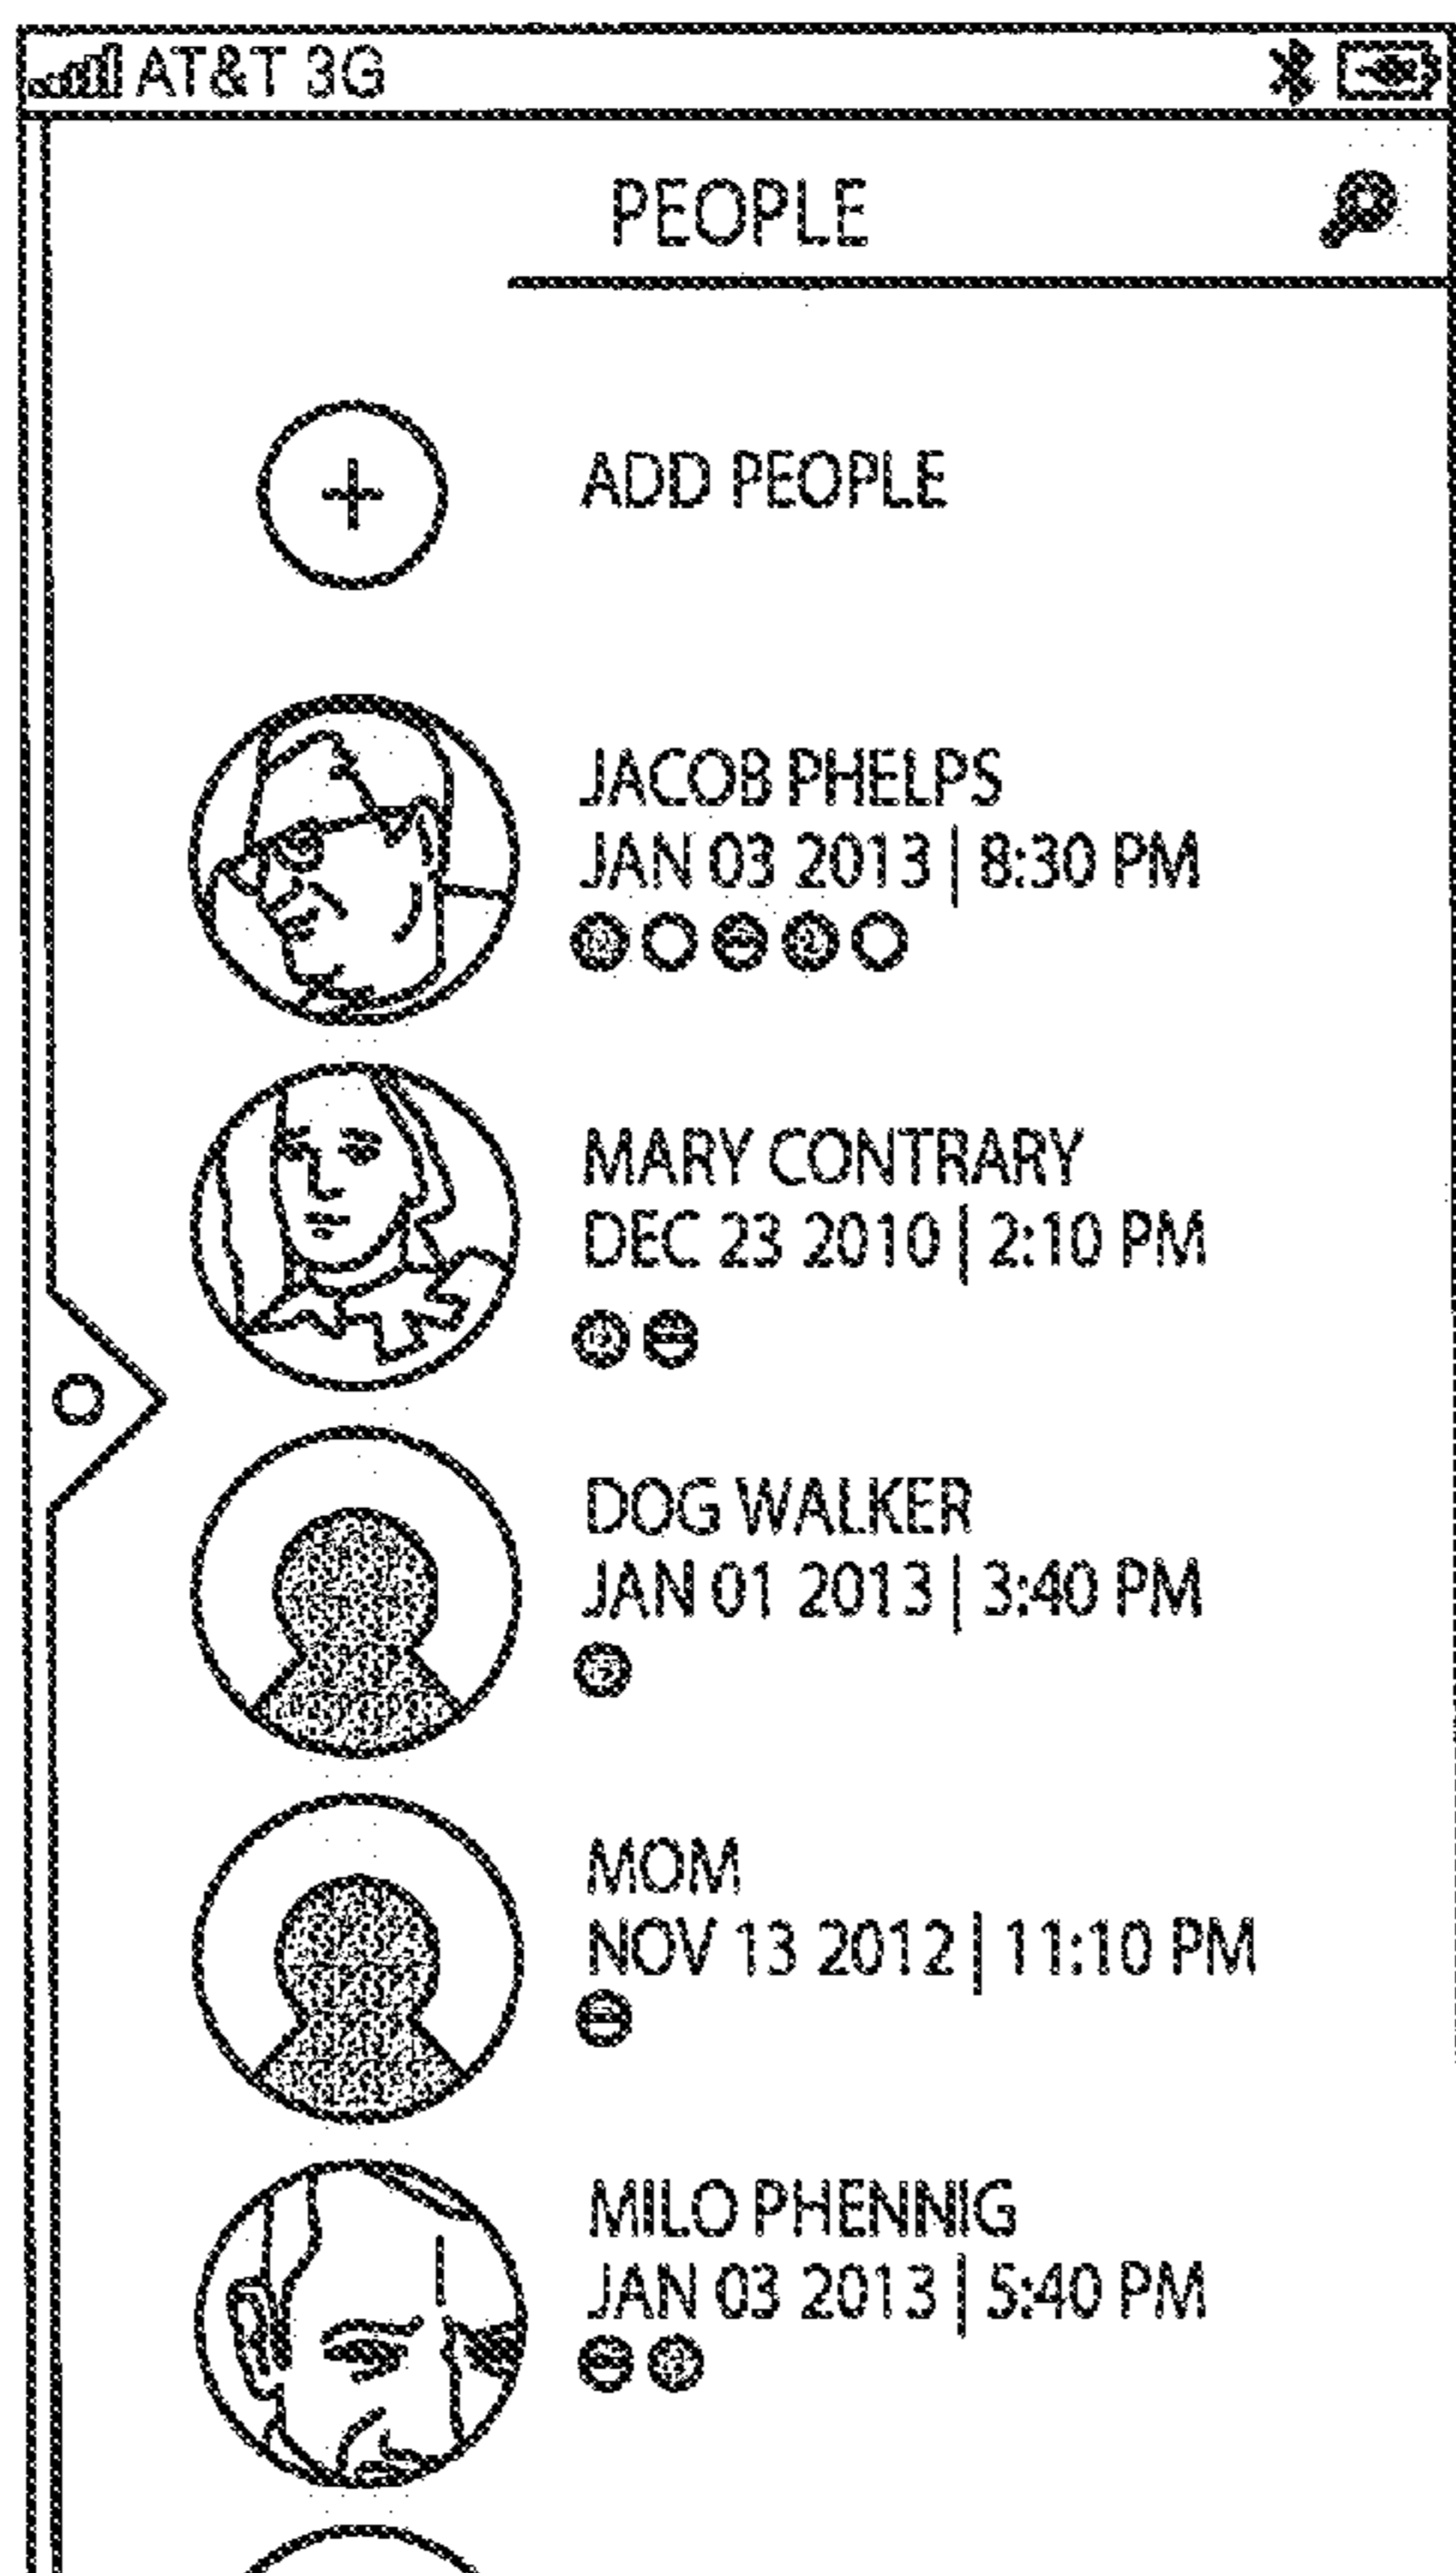 AT&T 3G
PEOPLE
ADD PEOPLE
JACOB PHELPS
JAN 03 2013 | 8:30 PM
MARY CONTRARY
DEC 23 2010 | 2:10 PM
DOG WALKER
JAN 01 2013 | 3:40 PM
MOM
NOV 13 2012 | 11:10 PM
MILO PHENNIG
JAN 03 2013 | 5:40 PM